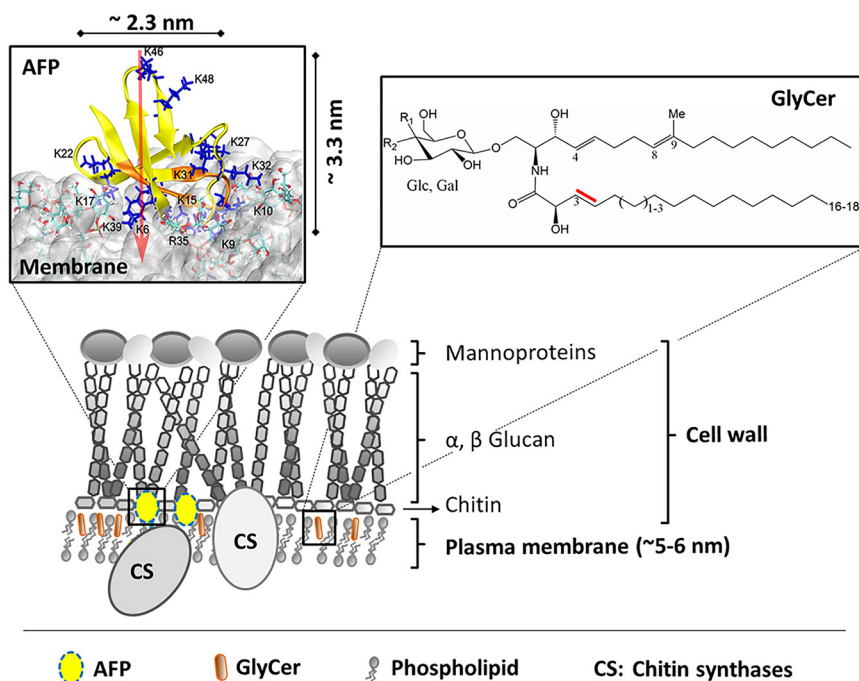 ~ 2.3 nm
AFP
K46
K48
K22
K27
K31
K32
K17
K15
K10
K39
K6
R35
K9
Membrane
~ 3.3 nm
GlyCer
HO
R1
R2
O
HO
OH
O
OH
4
8
Me
9
NH
Glc, Gal
O
3
OH
1-3
16-18
Mannoproteins
α, β Glucan
Cell wall
Chitin
CS
CS
Plasma membrane (~5-6 nm)
AFP
GlyCer
Phospholipid
CS: Chitin synthases